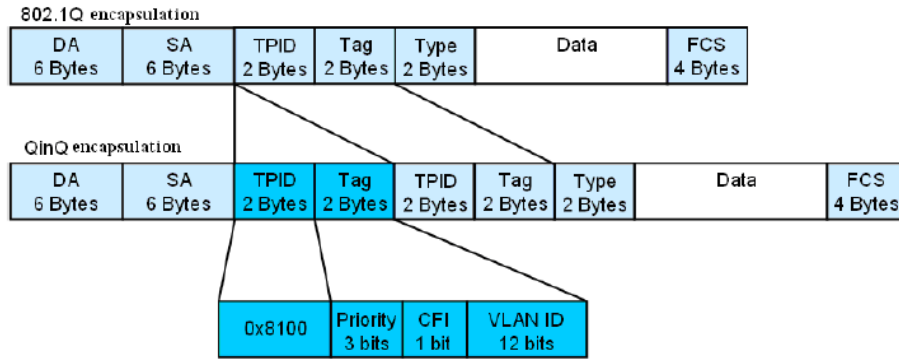 802.1Q encapsulation
DA SA TPID Tag Type Data FCS
6 Bytes 6 Bytes 2 Bytes 2 Bytes 2 Bytes 4 Bytes
QinQ encapsulation
DA SA TPID Tag TPID Tag Type Data FCS
6 Bytes 6 Bytes 2 Bytes 2 Bytes 2 Bytes 2 Bytes 2 Bytes 4 Bytes
0x8100 Priority CFI VLAN ID
3 bits 1 bit 12 bits